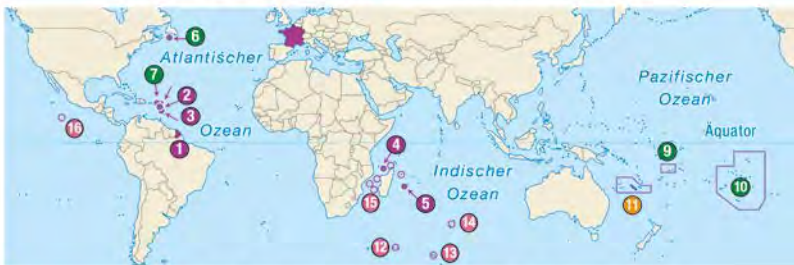 6
Atlantischer
7
2
3
Ozean
16
1
4
Indischer
Ozean
15
5
14
12
13
Pazifischer
Ozean
Äquator
9
10
11